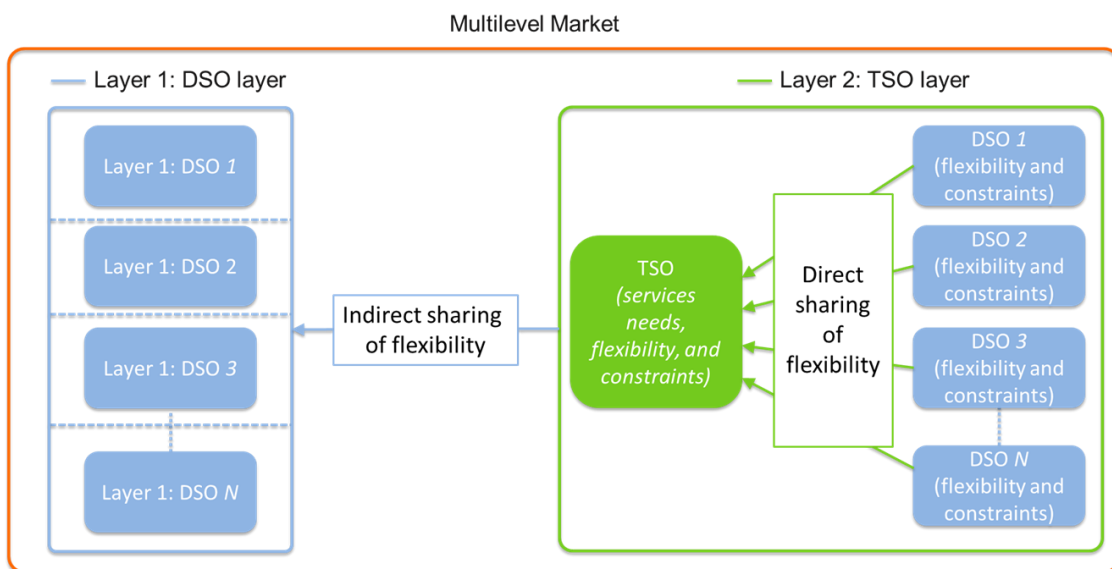 Multilevel Market
Layer 1: DSO layer
Layer 1: DSO 1
Layer 1: DSO 2
Layer 1: DSO 3
Layer 1: DSO N
Indirect sharing
of flexibility
Layer 2: TSO layer
TSO
(services
needs,
flexibility, and
constraints)
Direct
sharing
of
flexibility
DSO 1
(flexibility and
constraints)
DSO 2
(flexibility and
constraints)
DSO 3
(flexibility and
constraints)
DSO N
(flexibility and
constraints)